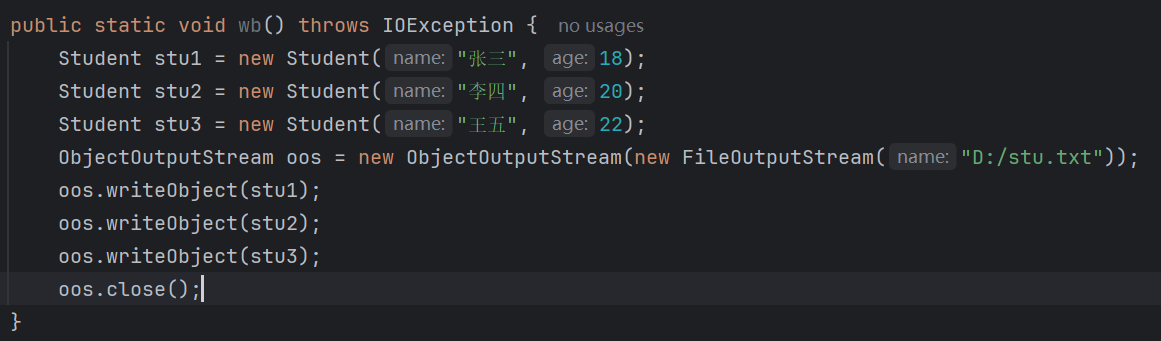 public static void wb() throws IOException { no usages
Student stu1 = new Student( name: "张三", age: 18);
Student stu2 = new Student( name: "李四", age: 20);
Student stu3 = new Student( name: "王五", age: 22);
ObjectOutputStream oos = new ObjectOutputStream(new FileOutputStream( name: "D:/stu.txt"));
oos.writeObject(stu1);
oos.writeObject(stu2);
oos.writeObject(stu3);
oos.close();
}